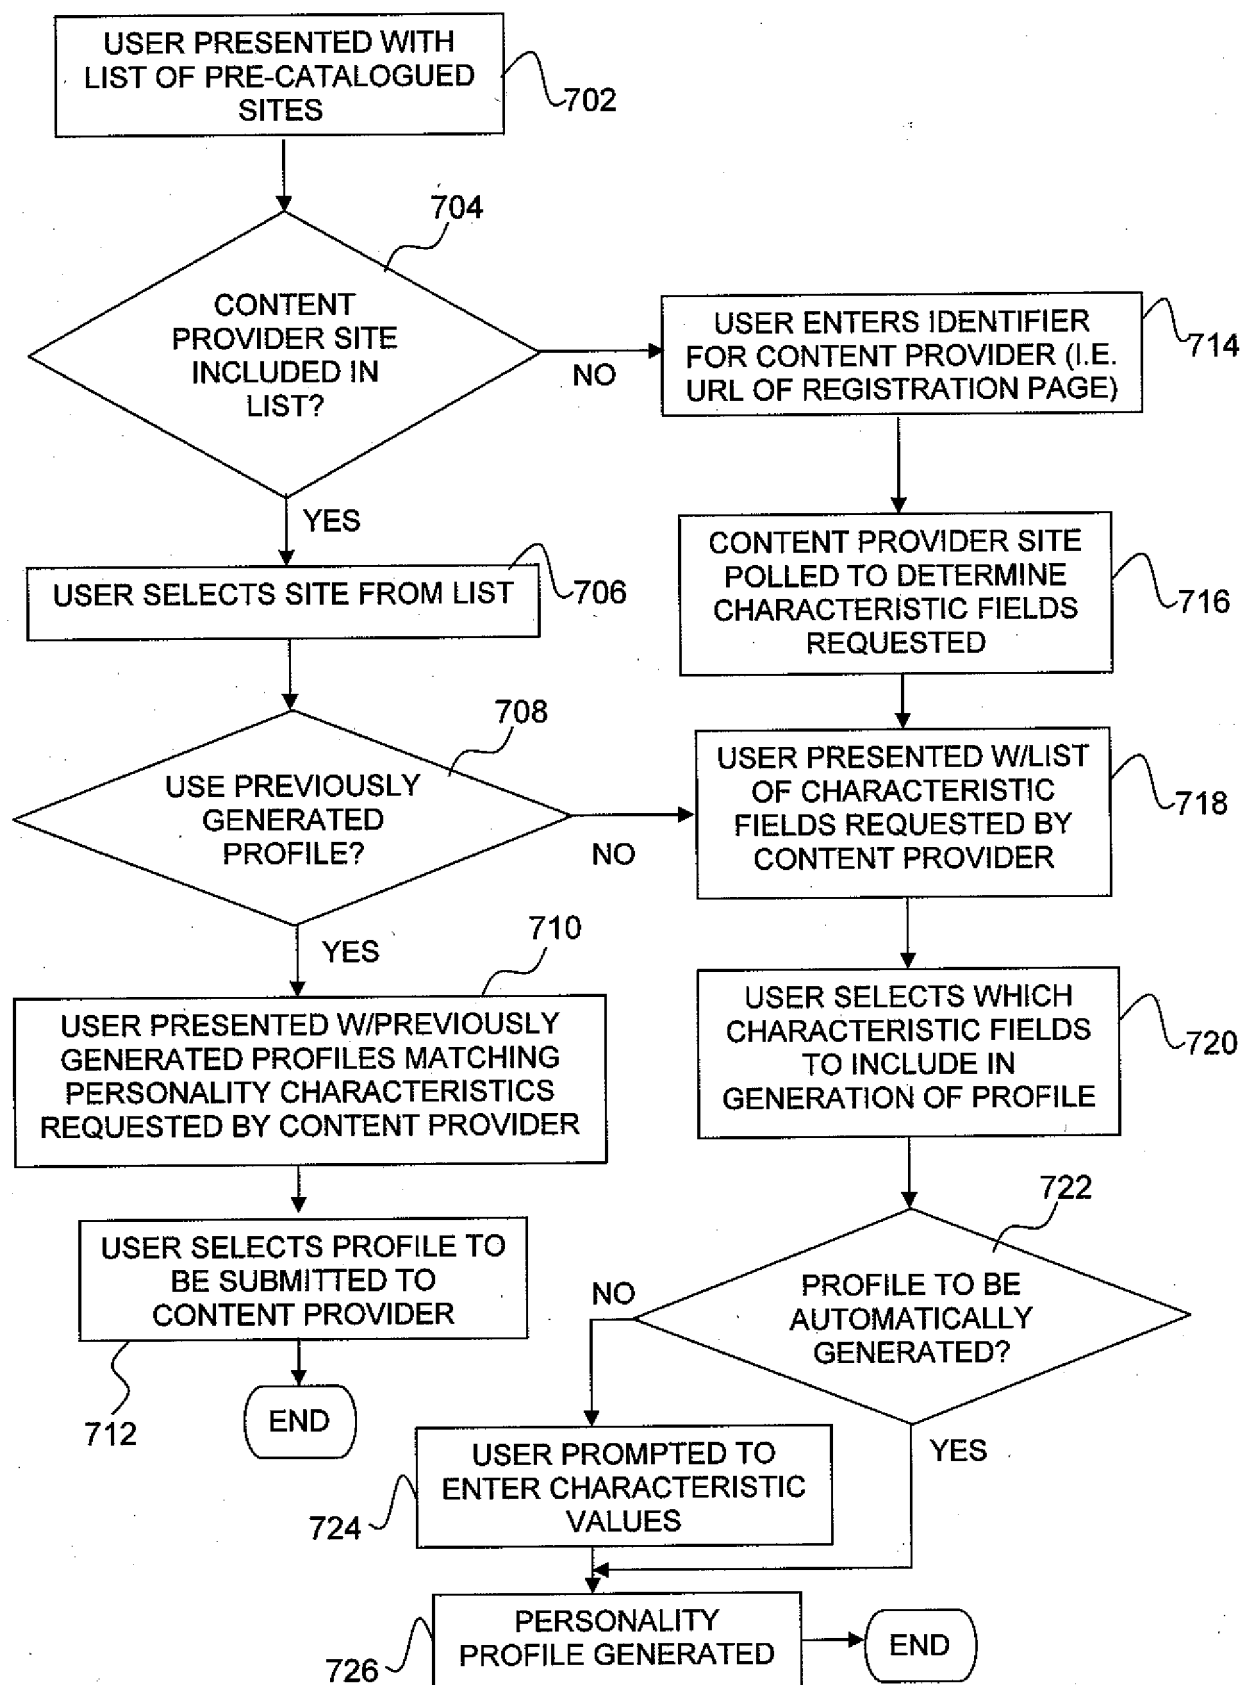 USER PRESENTED WITH
LIST OF PRE-CATALOGUED
SITES
702
704
CONTENT
PROVIDER SITE
INCLUDED IN
LIST?
NO
YES
USER ENTERS IDENTIFIER
FOR CONTENT PROVIDER (I.E.
URL OF REGISTRATION PAGE)
714
USER SELECTS SITE FROM LIST
706
CONTENT PROVIDER SITE
POLLED TO DETERMINE
CHARACTERISTIC FIELDS
REQUESTED
716
708
USE PREVIOUSLY
GENERATED
PROFILE?
NO
YES
USER PRESENTED W/LIST
OF CHARACTERISTIC
FIELDS REQUESTED BY
CONTENT PROVIDER
718
710
USER PRESENTED W/PREVIOUSLY
GENERATED PROFILES MATCHING
PERSONALITY CHARACTERISTICS
REQUESTED BY CONTENT PROVIDER
USER SELECTS WHICH
CHARACTERISTIC FIELDS
TO INCLUDE IN
GENERATION OF PROFILE
720
USER SELECTS PROFILE TO
BE SUBMITTED TO
CONTENT PROVIDER
712
END
722
PROFILE TO BE
AUTOMATICALLY
GENERATED?
NO
YES
USER PROMPTED TO
ENTER CHARACTERISTIC
VALUES
724
PERSONALITY
PROFILE GENERATED
726
END